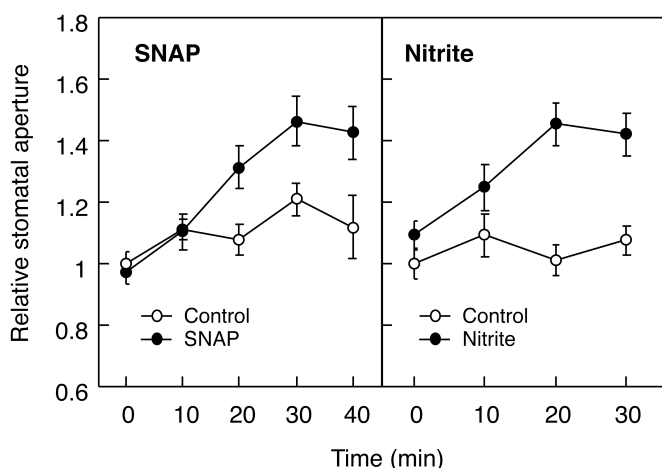 SNAP
Nitrite
Relative stomatal aperture
1.8
1.6
1.4
1.2
1
0.8
0.6
Control
SNAP
Control
Nitrite
0 10 20 30 40
0 10 20 30
Time (min)